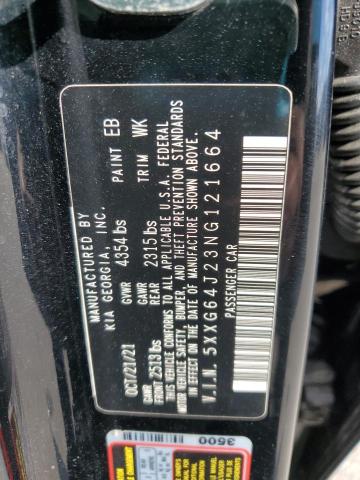 MANUFACTURED BY
KIA GEORGIA, INC.
OCT/21/21
GVWR 4354 lbs
PAINT EB
GAWR FRONT 2513 lbs
GAWR REAR 2315 lbs
TRIM WK
THIS VEHICLE CONFORMS TO ALL APPLICABLE U.S.A. FEDERAL
MOTOR VEHICLE SAFETY, BUMPER, AND THEFT PREVENTION STANDARDS
IN EFFECT ON THE DATE OF MANUFACTURE SHOWN ABOVE.
V.I.N. 5XXG64J23NG121664
PASSENGER CAR
3500